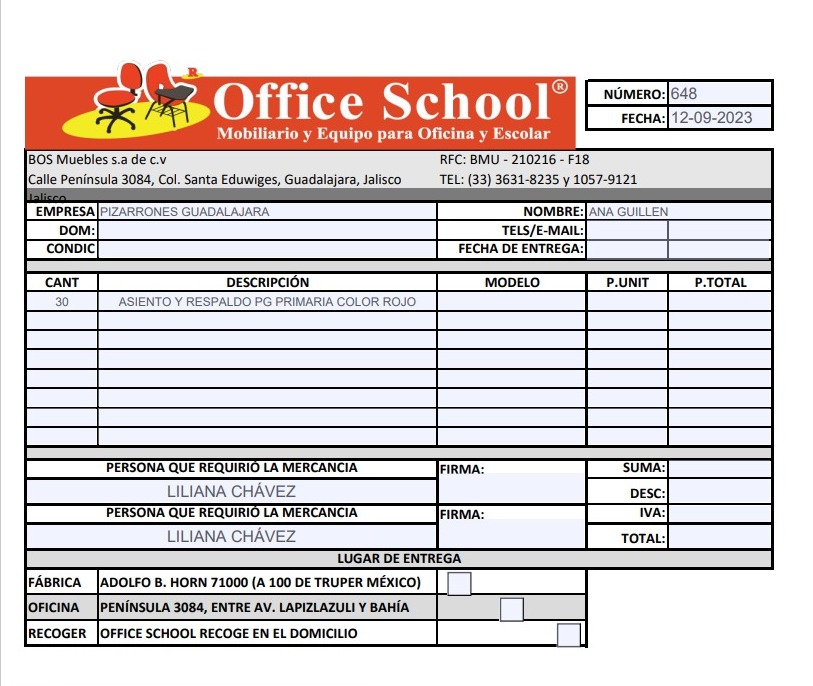 R
Office School®
Mobiliario y Equipo para Oficina y Escolar
NÚMERO: 648
FECHA: 12-09-2023
BOS Muebles s.a de c.v RFC: BMU - 210216 - F18
Calle Península 3084, Col. Santa Eduwiges, Guadalajara, Jalisco TEL: (33) 3631-8235 y 1057-9121
Jalisco
EMPRESA PIZARRONES GUADALAJARA NOMBRE: ANA GUILLEN
DOM: TELS/E-MAIL:
CONDIC FECHA DE ENTREGA:
CANT DESCRIPCIÓN MODELO P.UNIT P.TOTAL
30 ASIENTO Y RESPALDO PG PRIMARIA COLOR ROJO
PERSONA QUE REQUIRIÓ LA MERCANCIA FIRMA: SUMA:
LILIANA CHÁVEZ DESC:
PERSONA QUE REQUIRIÓ LA MERCANCIA FIRMA: IVA:
LILIANA CHÁVEZ TOTAL:
LUGAR DE ENTREGA
FÁBRICA ADOLFO B. HORN 71000 (A 100 DE TRUPER MÉXICO)
OFICINA PENÍNSULA 3084, ENTRE AV. LAPIZLAZULI Y BAHÍA
RECOGER OFFICE SCHOOL RECOGE EN EL DOMICILIO